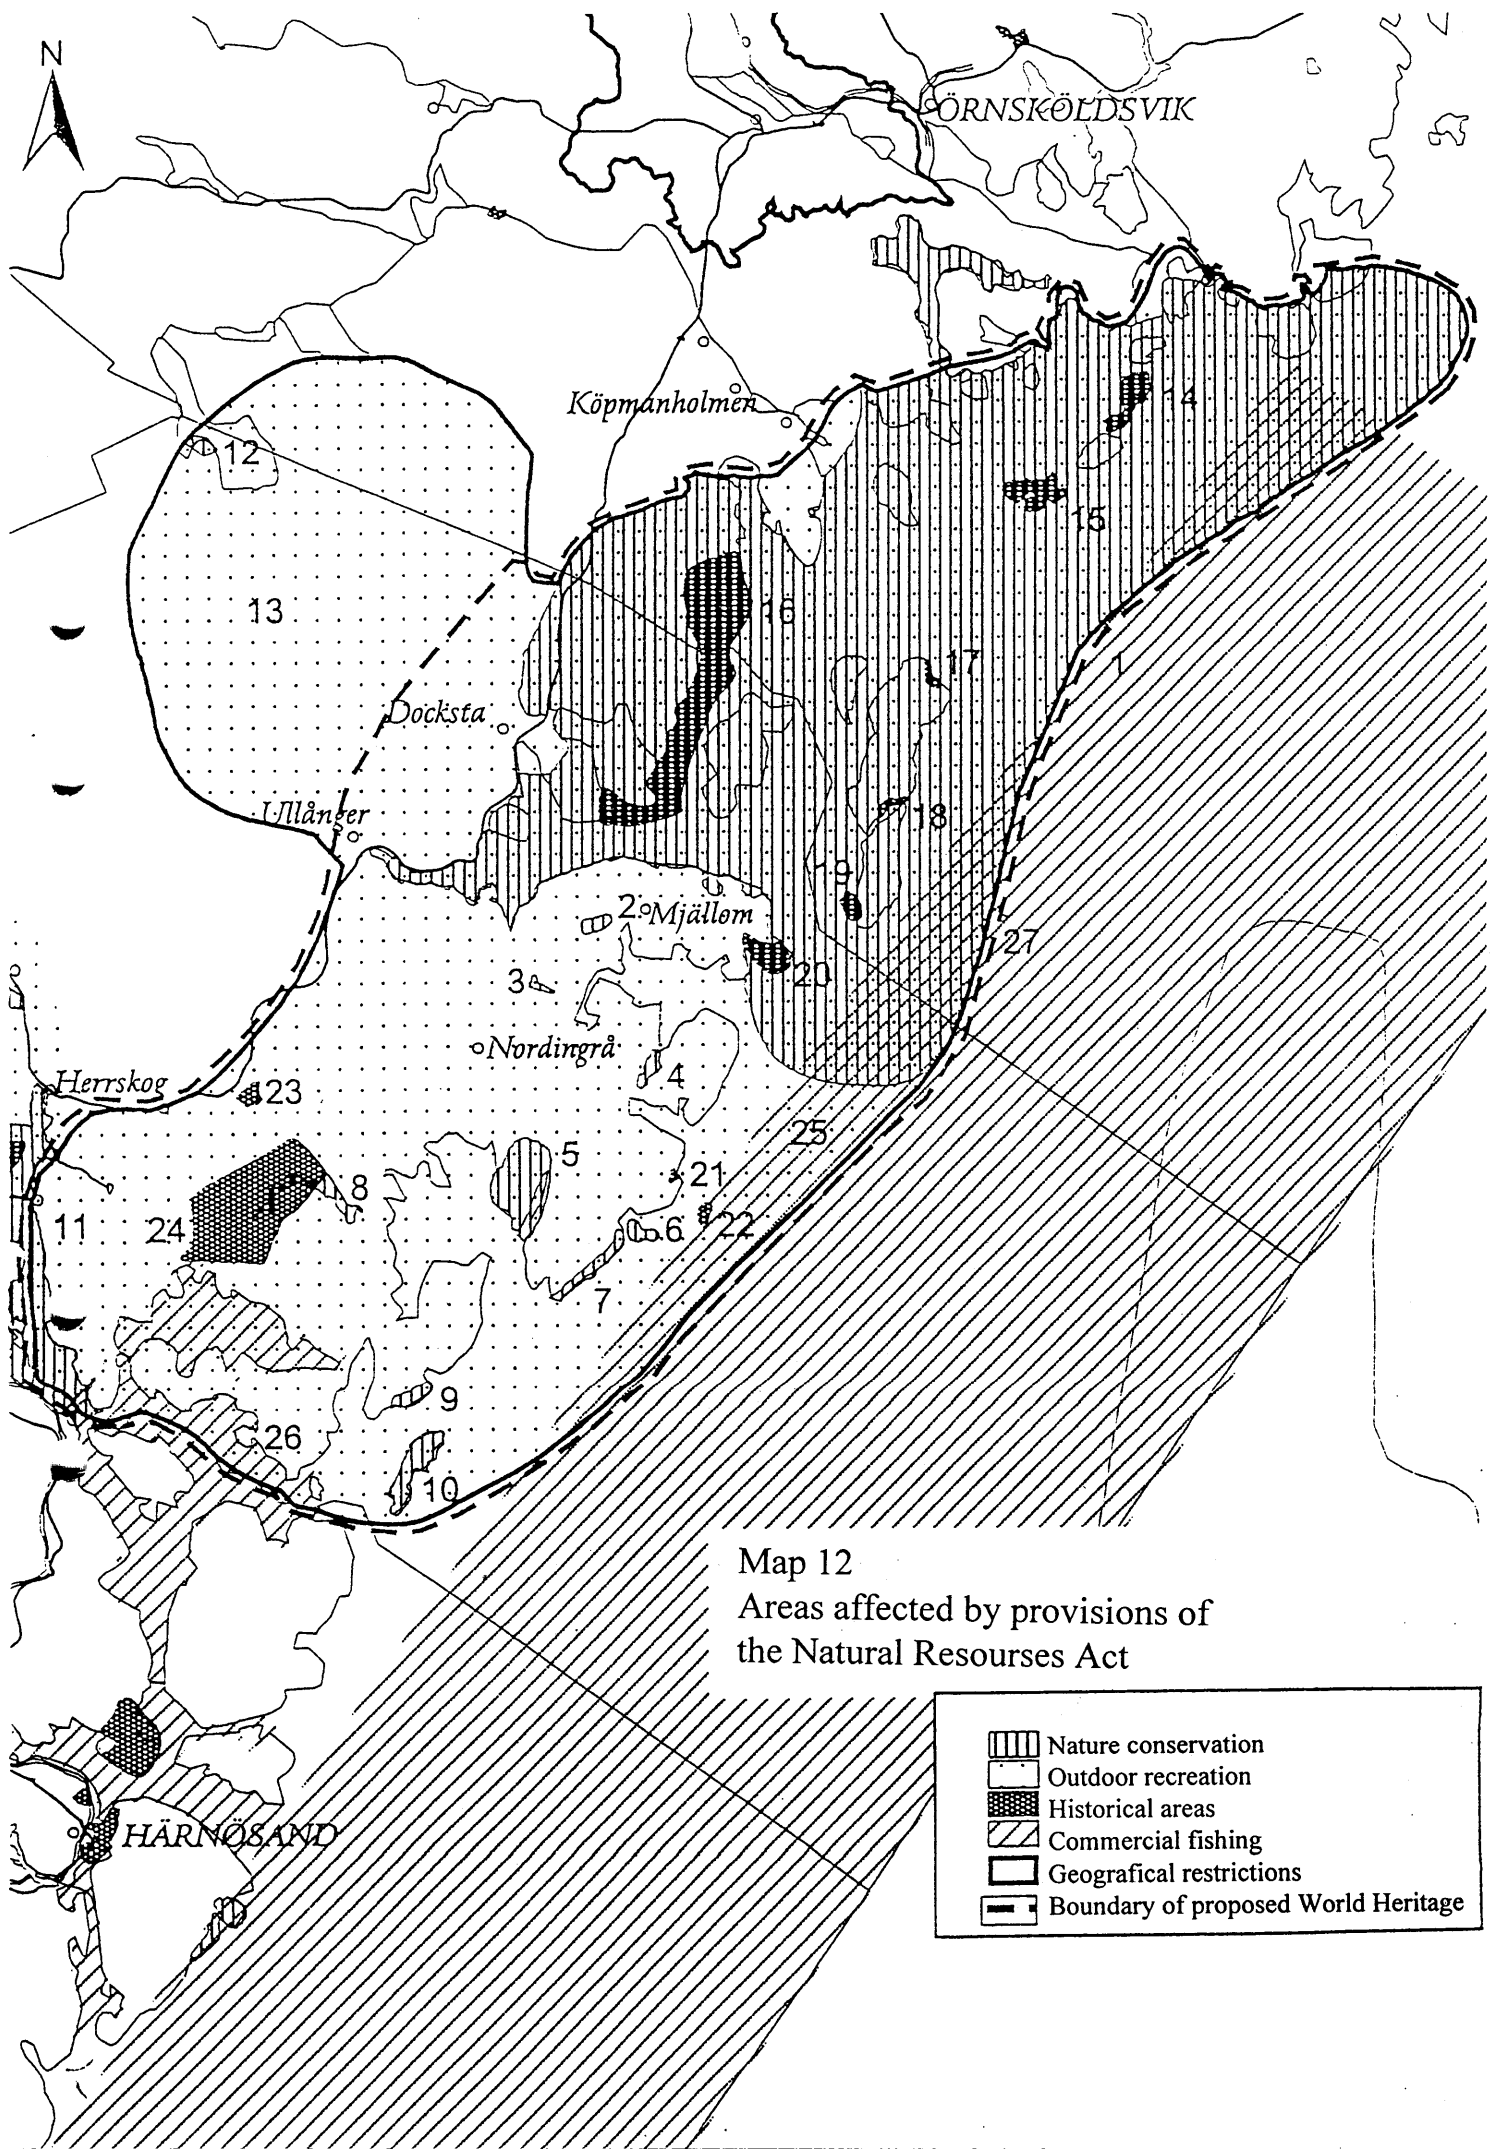 N
ÖRNSKÖLDSVIK
Köpmanholmen
12
14
15
13
16
17
1
Docksta
Ullånger
18
19
2 Mjällom
27
20
3
Nordingrå
4
Herrskog
23
25
5
21
8
24
11
22
6
7
9
26
10
Map 12
Areas affected by provisions of
the Natural Resourses Act
Nature conservation
Outdoor recreation
Historical areas
Commercial fishing
Geografical restrictions
Boundary of proposed World Heritage
HÄRNÖSAND